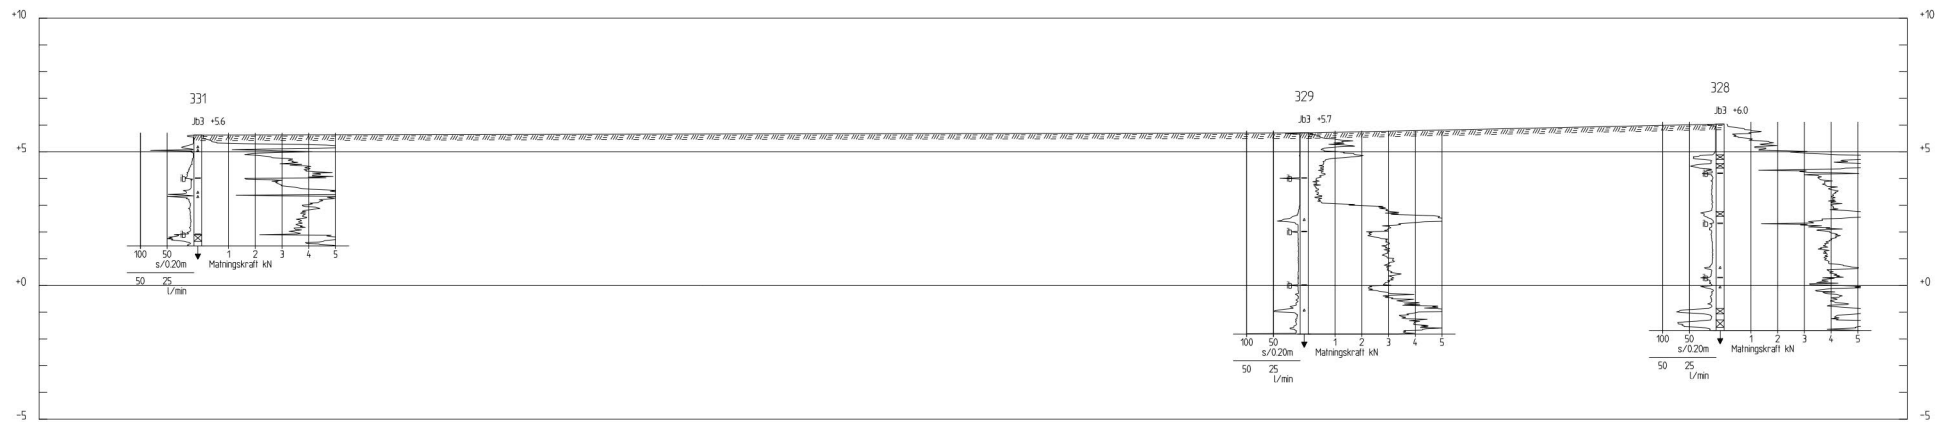 +10 +10
328
329
331
Jb3 +6.0
Jb3 +5.7
Jb3 +5.6
+5 +5
100 50 1 2 3 4 5
s/0.20m Matningskraft kN
50 25
l/min
+0 +0
100 50 1 2 3 4 5
s/0.20m Matningskraft kN
50 25
l/min
100 50 1 2 3 4 5
s/0.20m Matningskraft kN
50 25
l/min
-5 -5